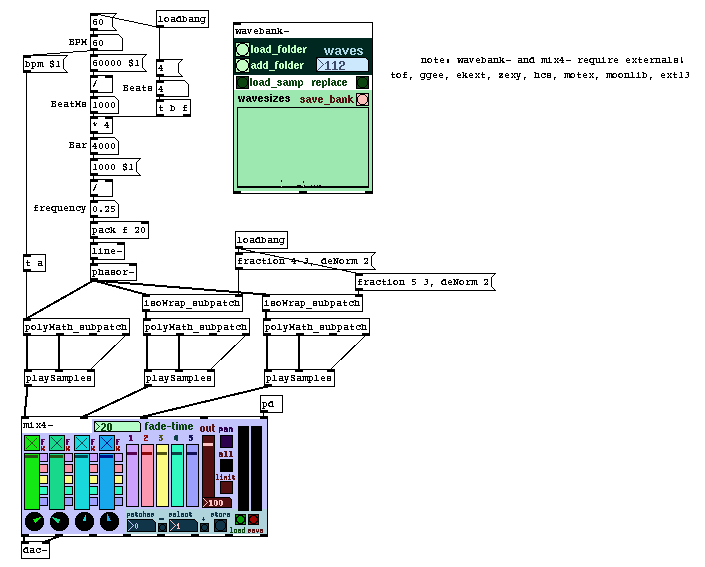 60
loadbang
BPM 60
bpm $1
60000 $1
4
/
Beats 4
BeatMs 1000
t b f
* 4
Bar 4000
1000 $1
/
frequency 0.25
pack f 20
line~
t a
phasor~
wavebank~
load_folder waves
add_folder 112
load_samp replace
wavesizes save_bank
note: wavebank~ and mix4~ require externals!
tof, ggee, ekext, zexy, hcs, motex, moonlib, ext13
loadbang
fraction 4 3, deNorm 2
fraction 5 3, deNorm 2
isoWrap_subpatch isoWrap_subpatch
polyMath_subpatch polyMath_subpatch polyMath_subpatch
playSamples playSamples playSamples
pd
mix4~ 20 fade-time out pan
1 2 3 4 5
all
limit
100
patches select store
0 - 1 +
load save
dac~